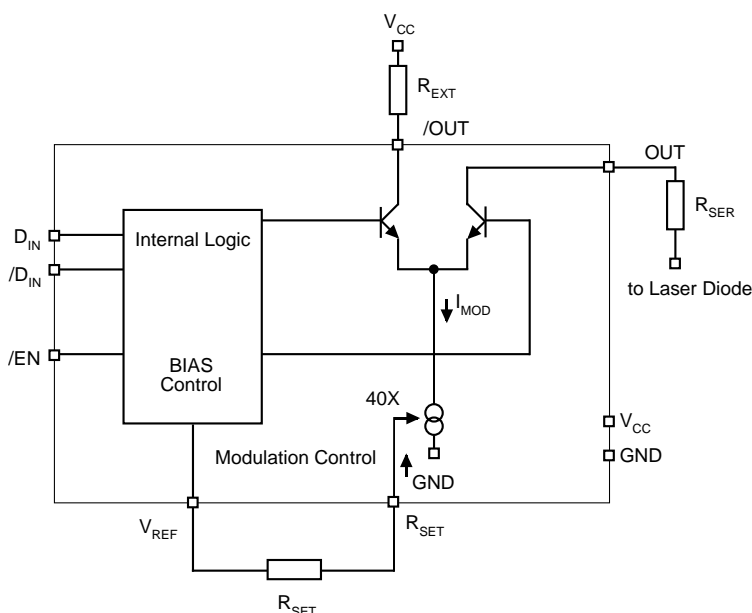 VCC
REXT
/OUT
OUT
RSER
to Laser Diode
DIN
/DIN
/EN
Internal Logic
BIAS
Control
IMOD
40X
Modulation Control
GND
VCC
GND
VREF
RSET
RSET